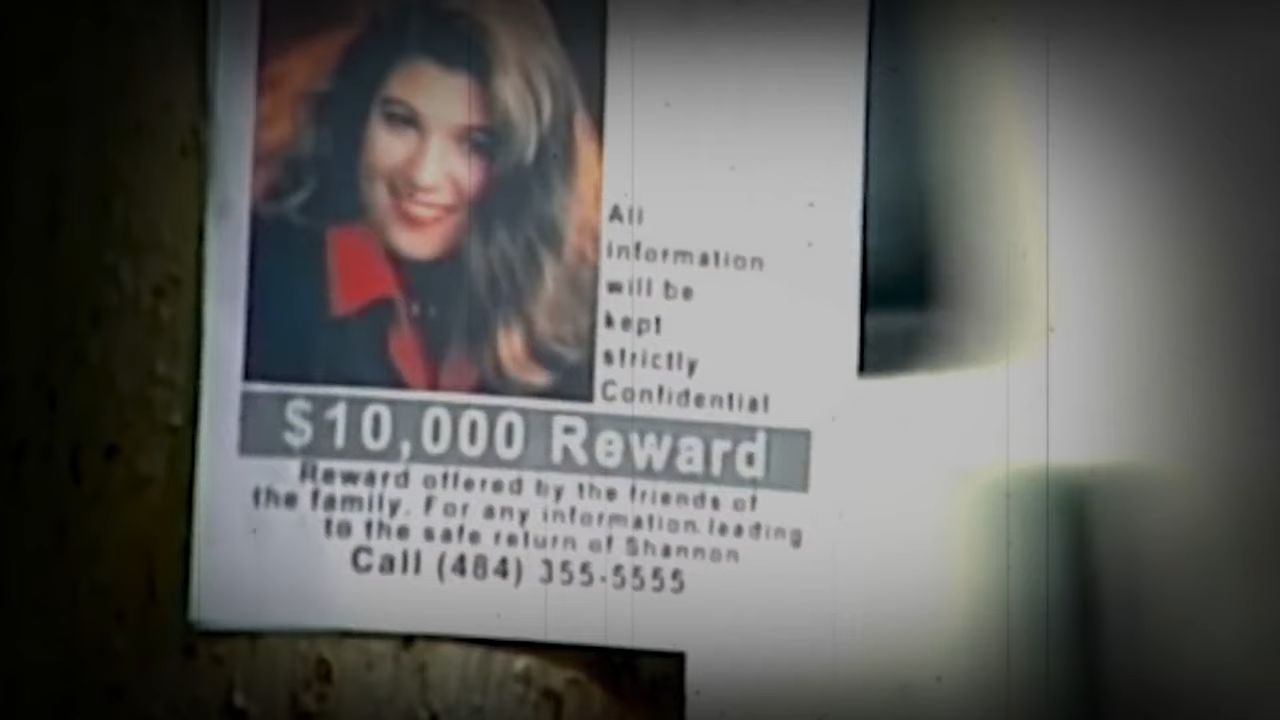 All
information
will be
kept
strictly
Confidential
$10,000 Reward
Reward offered by the friends of
the family. For any information leading
to the safe return of Shannon
Call (484) 355-5555